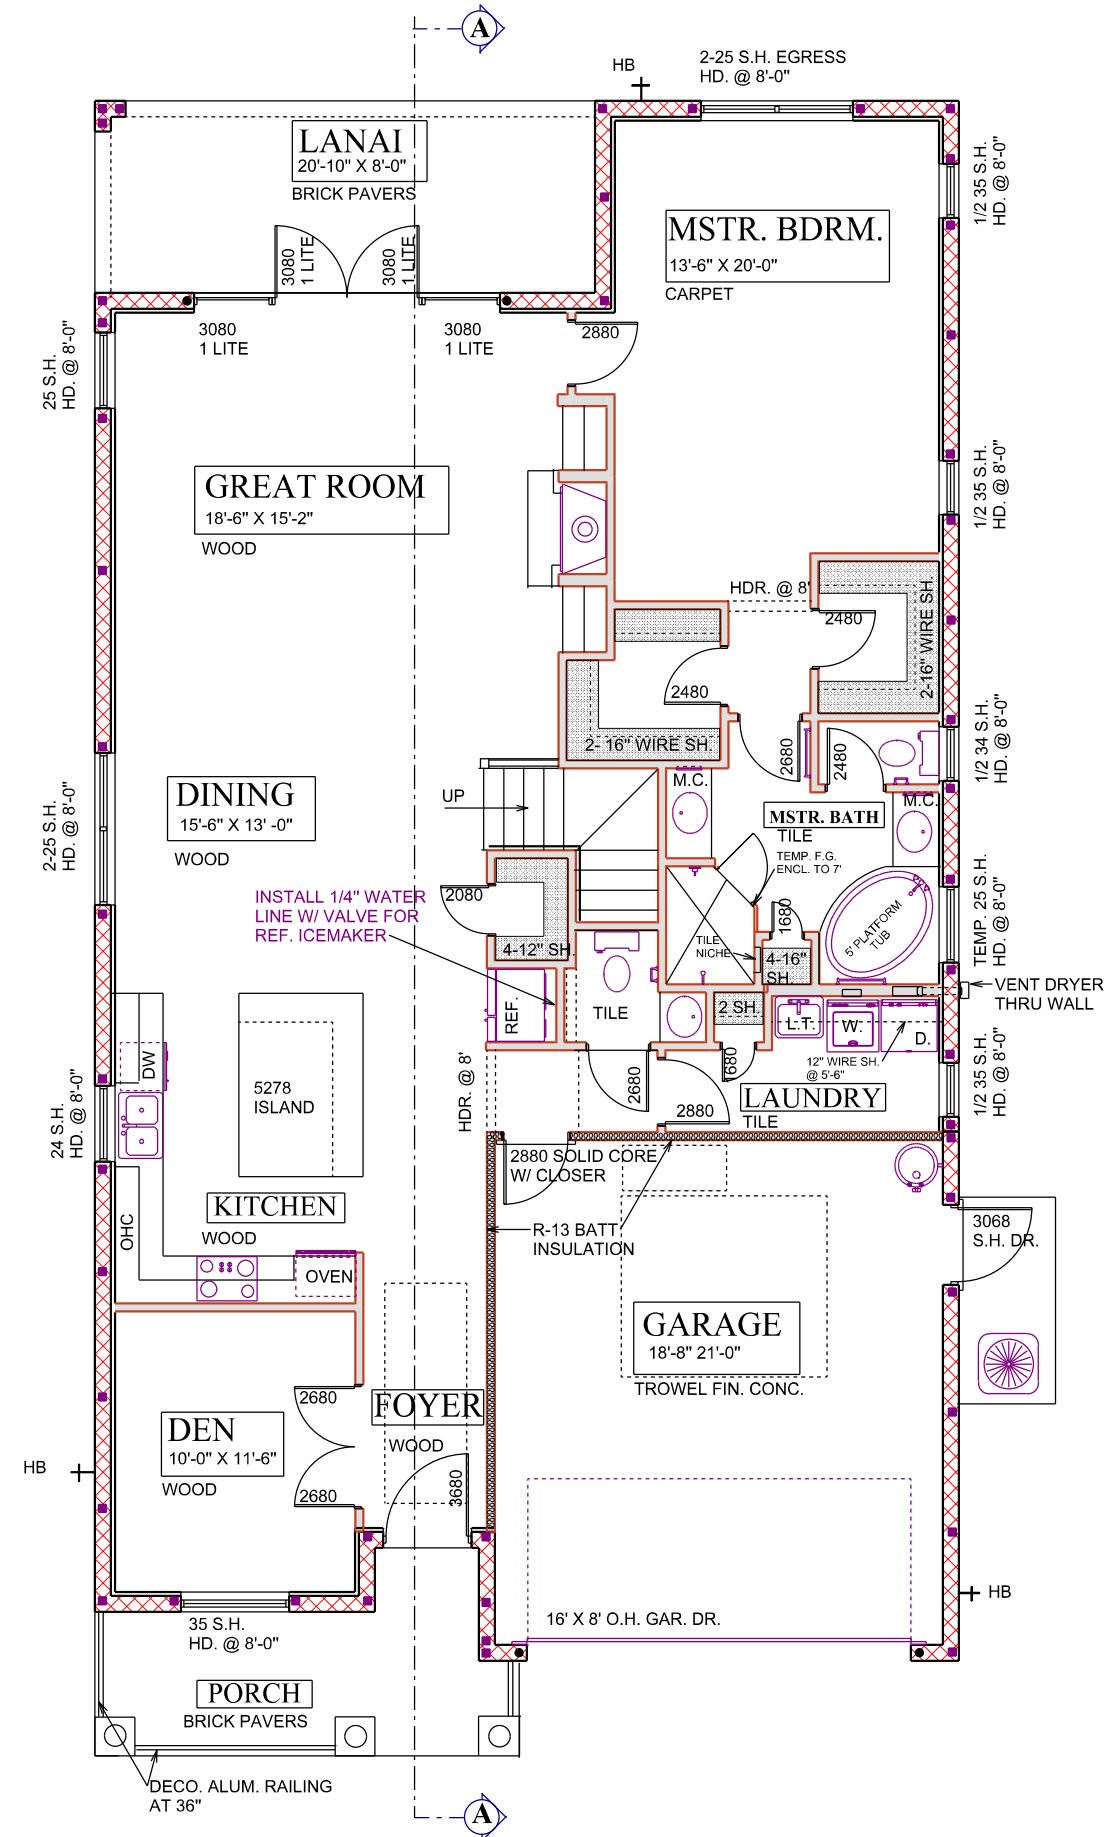 A
HB
2-25 S.H. EGRESS
HD. @ 8'-0"
LANAI
20'-10" X 8'-0"
BRICK PAVERS
1/2 35 S.H.
HD. @ 8'-0"
MSTR. BDRM.
13'-6" X 20'-0"
CARPET
3080
1 LITE
3080
1 LITE
3080
1 LITE
3080
1 LITE
2880
25 S.H.
HD. @ 8'-0"
GREAT ROOM
18'-6" X 15'-2"
WOOD
1/2 35 S.H.
HD. @ 8'-0"
HDR. @ 8'
2480
2-16" WIRE SH.
2480
2- 16" WIRE SH.
2680
2480
1/2 34 S.H.
HD. @ 8'-0"
M.C.
M.C.
UP
DINING
15'-6" X 13' -0"
WOOD
2-25 S.H.
HD. @ 8'-0"
MSTR. BATH
TILE
TEMP. F.G.
ENCL. TO 7'
INSTALL 1/4" WATER
LINE W/ VALVE FOR
REF. ICEMAKER
2080
4-12" SH.
1680
5' PLATFORM
TUB
TEMP. 25 S.H.
HD. @ 8'-0"
TILE
NICHE
4-16"
SH.
VENT DRYER
THRU WALL
REF.
TILE
2 SH.
L.T.
W.
D.
12" WIRE SH.
@ 5'-6"
DW
5278
ISLAND
24 S.H.
HD. @ 8'-0"
HDR. @ 8'
2680
2880
680
LAUNDRY
TILE
1/2 35 S.H.
HD. @ 8'-0"
2880 SOLID CORE
W/ CLOSER
KITCHEN
WOOD
OHC
OVEN
R-13 BATT
INSULATION
3068
S.H. DR.
GARAGE
18'-8" 21'-0"
TROWEL FIN. CONC.
2680
FOYER
WOOD
DEN
10'-0" X 11'-6"
WOOD
HB
2680
3680
HB
35 S.H.
HD. @ 8'-0"
16' X 8' O.H. GAR. DR.
PORCH
BRICK PAVERS
DECO. ALUM. RAILING
AT 36"
A